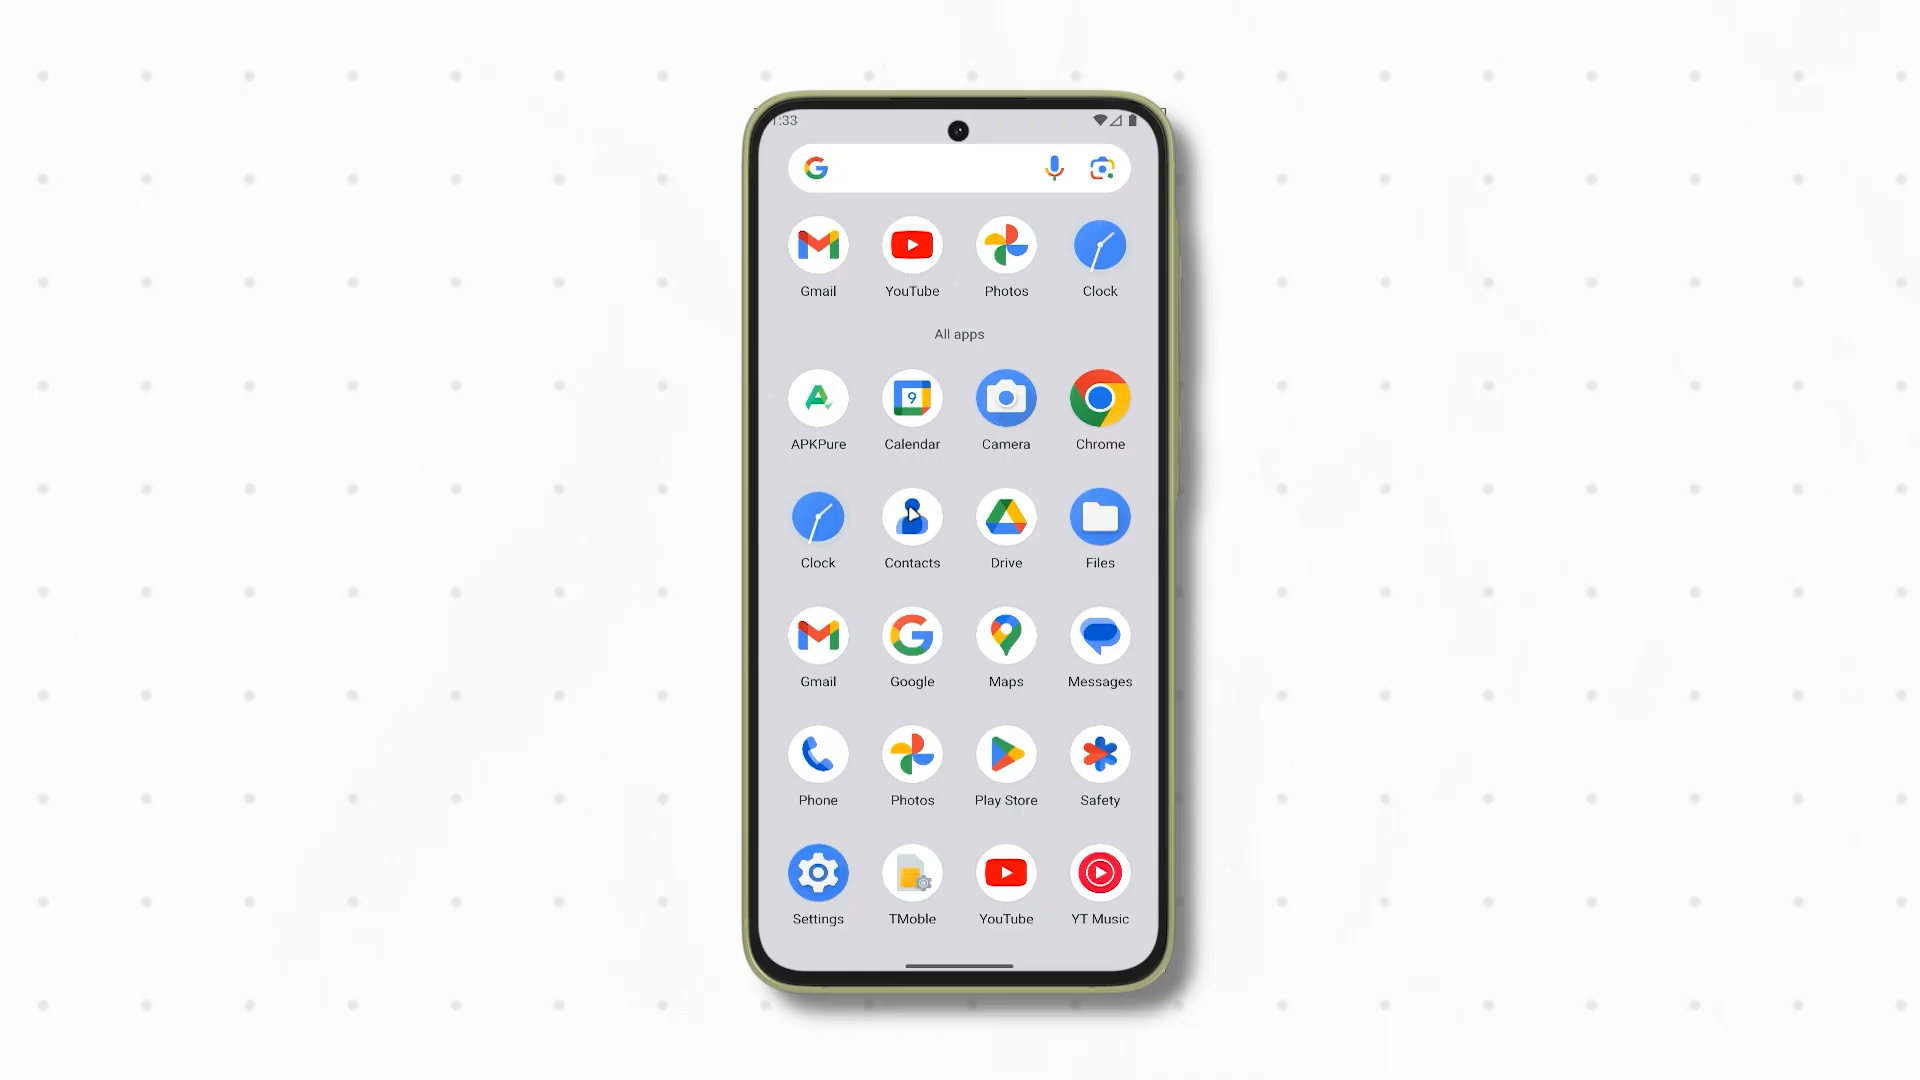 1:33
Gmail YouTube Photos Clock
All apps
APKPure Calendar Camera Chrome
9
Clock Contacts Drive Files
Gmail Google Maps Messages
Phone Photos Play Store Safety
Settings TMoble YouTube YT Music